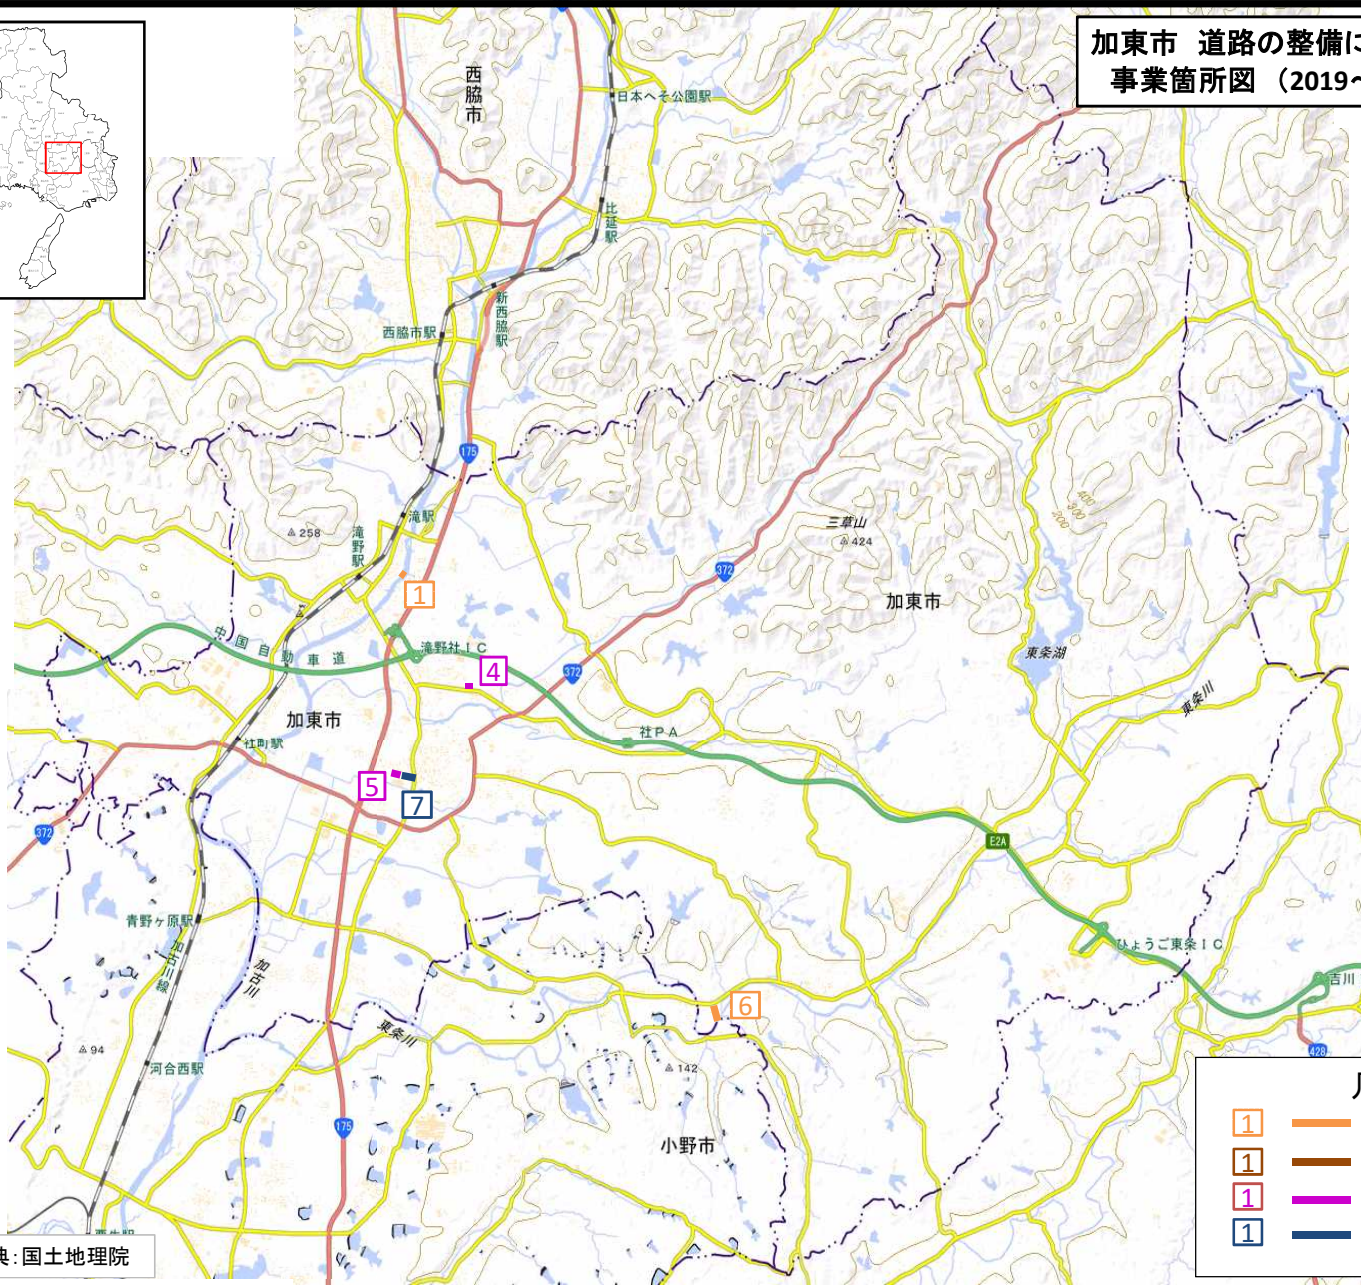 加東市 道路の整備に
事業箇所図 (2019~
西脇市
日本へそ公園駅
比延駅
新西脇駅
西脇市駅
175
滝駅
滝野駅
258
三草山
424
400
300
200
372
1
加東市
中国自動車道
滝野社IC
4
372
東条湖
東条川
加東市
社町駅
社PA
5
7
372
E2A
青野ヶ原駅
加古川線
加古川
ひょうご東条IC
吉川
6
東条川
94
河合西駅
142
428
175
小野市
1
1
1
1
典:国土地理院